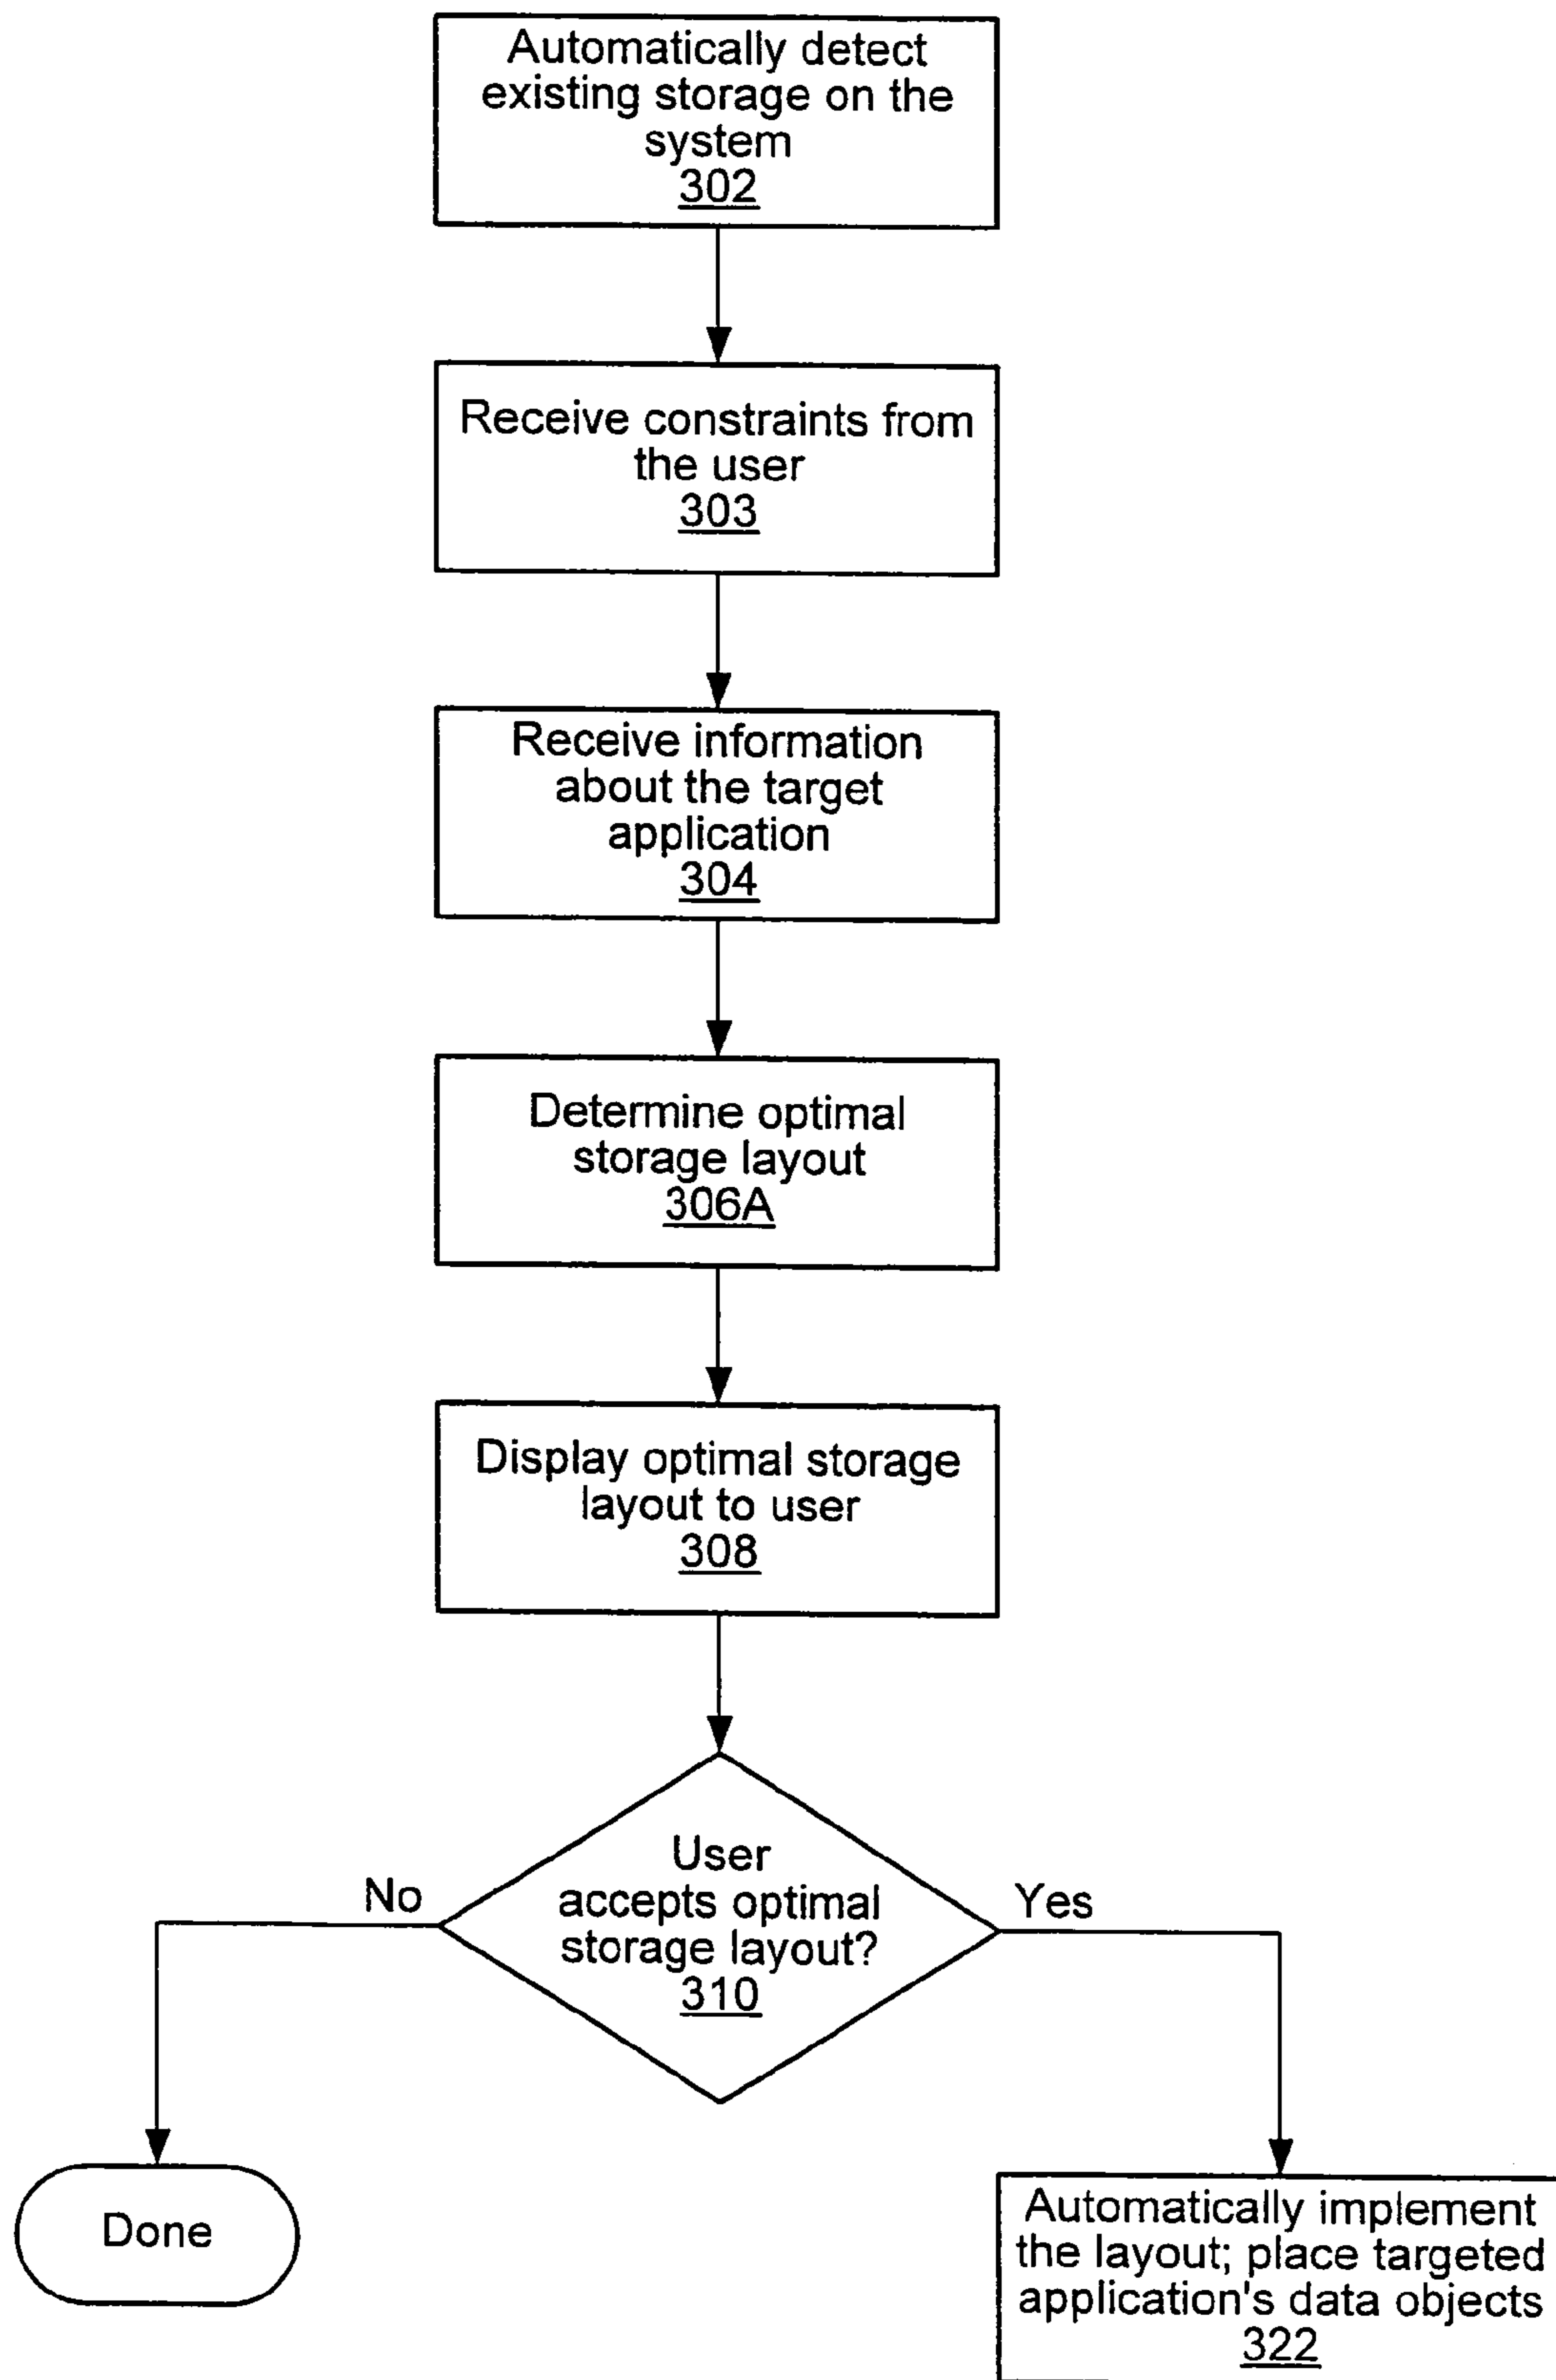 Automatically detect
existing storage on the
system
302
Receive constraints from
the user
303
Receive information
about the target
application
304
Determine optimal
storage layout
306A
Display optimal storage
layout to user
308
User
accepts optimal
storage layout?
310
No
Yes
Done
Automatically implement
the layout; place targeted
application's data objects
322